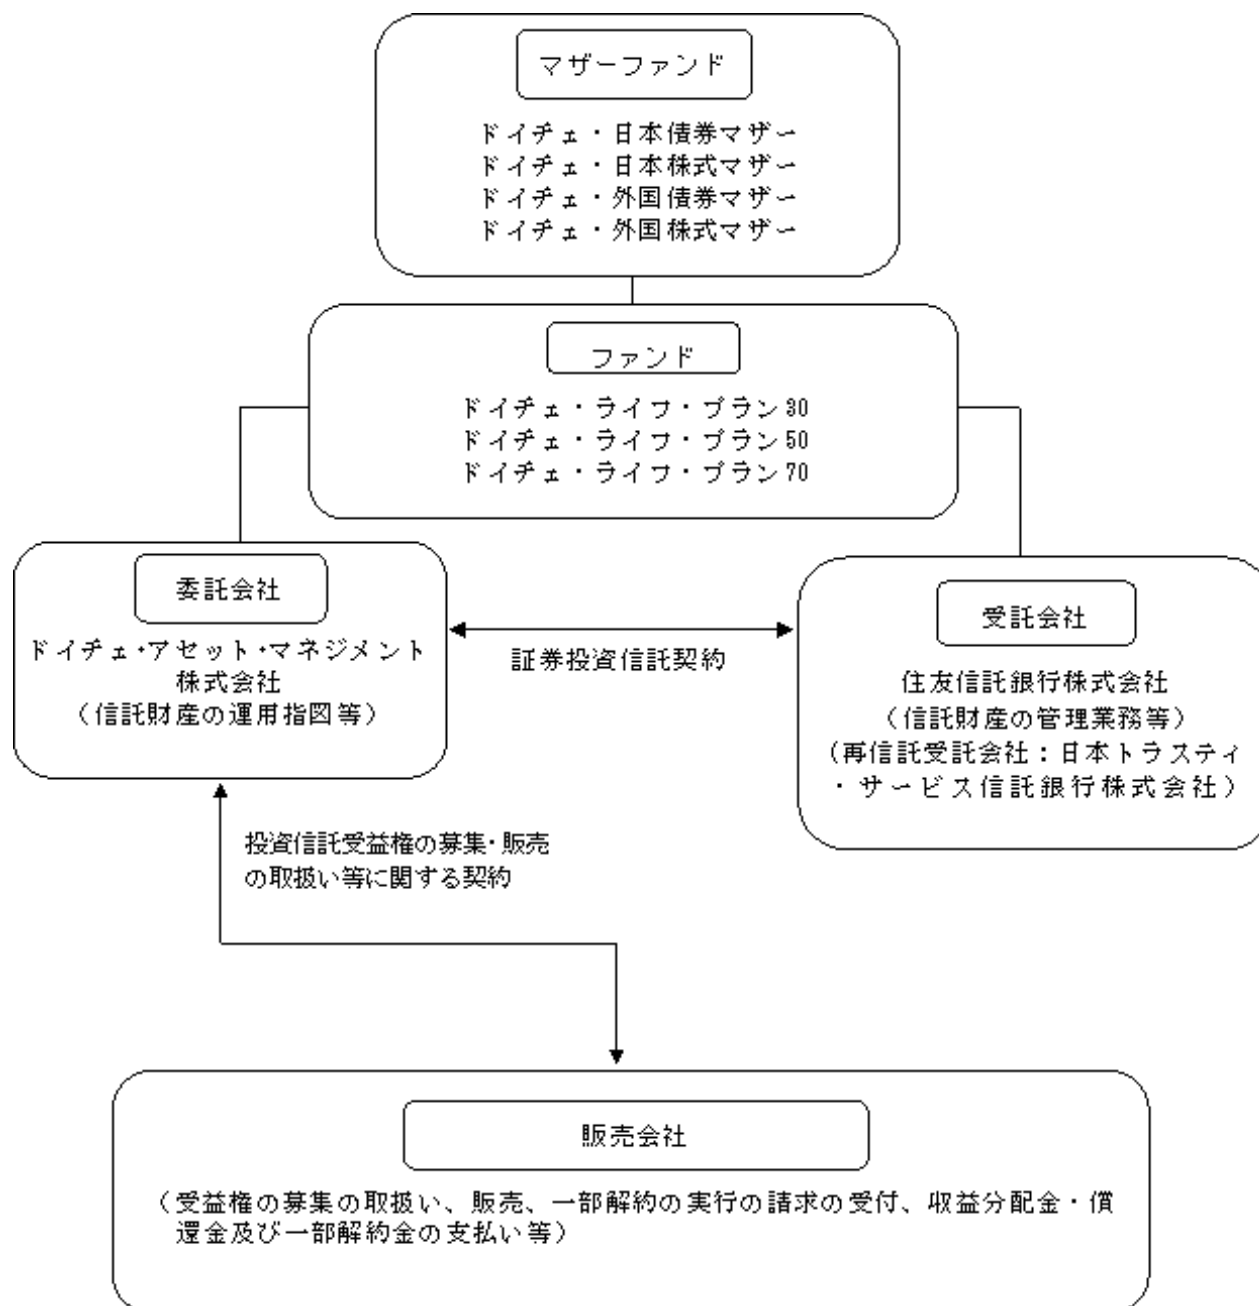 マザーファンド
ドイチェ・日本債券マザー
ドイチェ・日本株式マザー
ドイチェ・外国債券マザー
ドイチェ・外国株式マザー
ファンド
ドイチェ・ライフ・プラン30
ドイチェ・ライフ・プラン50
ドイチェ・ライフ・プラン70
委託会社
ドイチェ・アセット・マネジメント
株式会社
（信託財産の運用指図等）
証券投資信託契約
受託会社
住友信託銀行株式会社
（信託財産の管理業務等）
（再信託受託会社：日本トラスティ
・サービス信託銀行株式会社）
投資信託受益権の募集・販売
の取扱い等に関する契約
販売会社
（受益権の募集の取扱い、販売、一部解約の実行の請求の受付、収益分配金・償
還金及び一部解約金の支払い等）